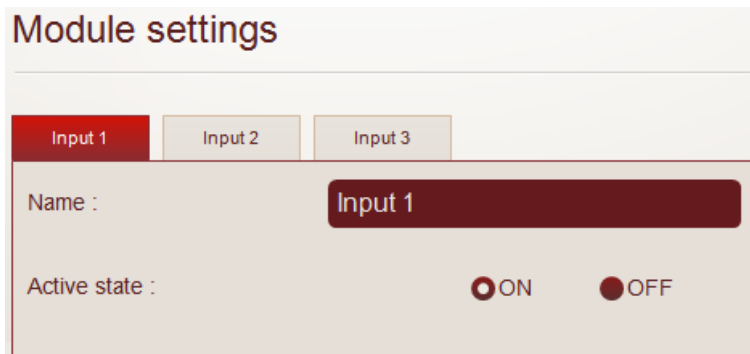 Module settings
Input 1 Input 2 Input 3
Name : Input 1
Active state : ON OFF